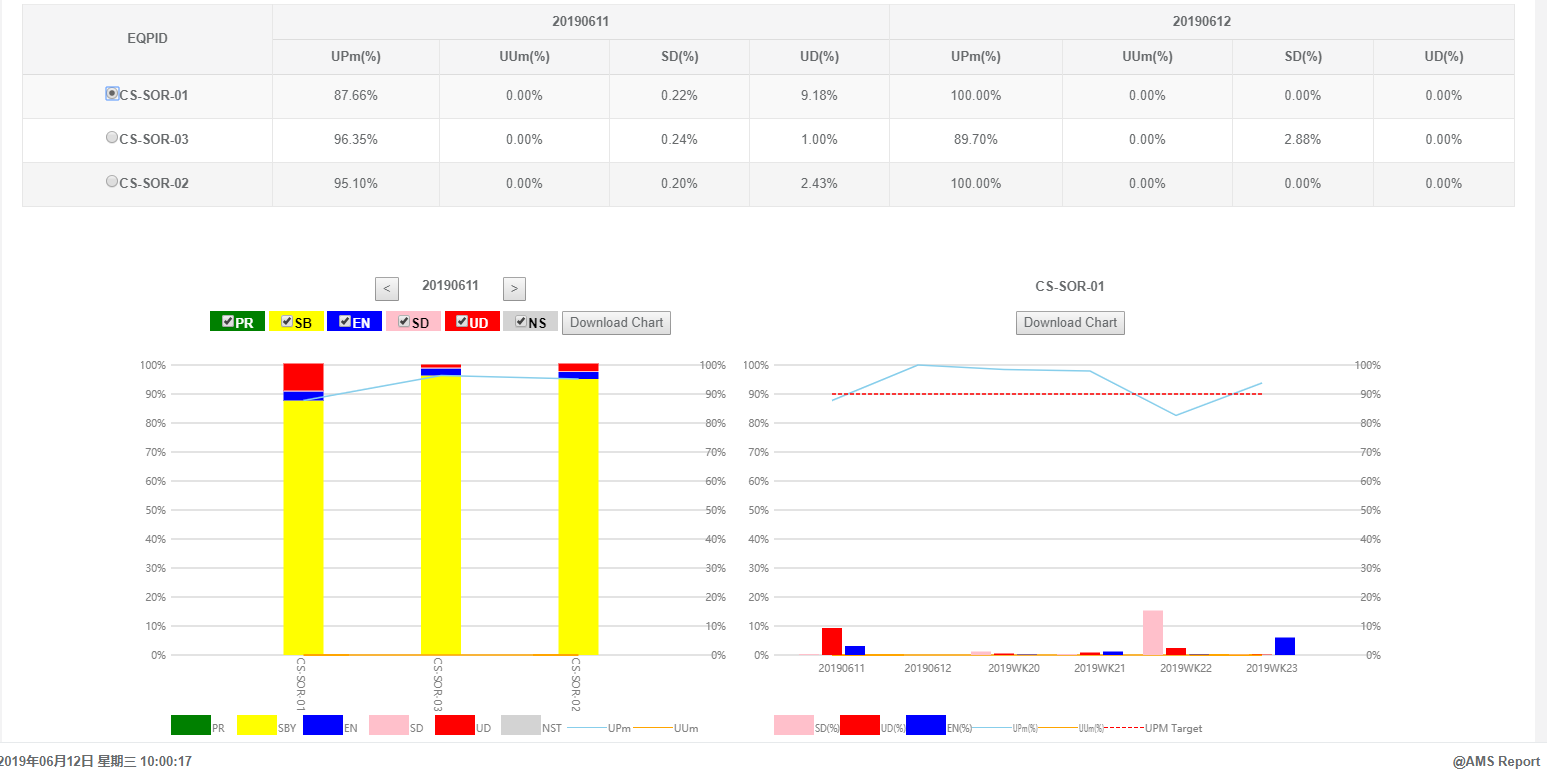 EQPID 20190611 20190612
UPm(%) UUm(%) SD(%) UD(%) UPm(%) UUm(%) SD(%) UD(%)
CS-SOR-01 87.66% 0.00% 0.22% 9.18% 100.00% 0.00% 0.00% 0.00%
CS-SOR-03 96.35% 0.00% 0.24% 1.00% 89.70% 0.00% 2.88% 0.00%
CS-SOR-02 95.10% 0.00% 0.20% 2.43% 100.00% 0.00% 0.00% 0.00%
< 20190611 >
PR SB EN SD UD NS Download Chart
100% 100%
90% 90%
80% 80%
70% 70%
60% 60%
50% 50%
40% 40%
30% 30%
20% 20%
10% 10%
0% 0%
CS-SOR-01 CS-SOR-03 CS-SOR-02
PR SBY EN SD UD NST UPm UUm
CS-SOR-01
Download Chart
100% 100%
90% 90%
80% 80%
70% 70%
60% 60%
50% 50%
40% 40%
30% 30%
20% 20%
10% 10%
0% 0%
20190611 20190612 2019WK20 2019WK21 2019WK22 2019WK23
SD(%) UD(%) EN(%) UPm(%) UUm(%) UPM Target
2019年06月12日 星期三 10:00:17
@AMS Report